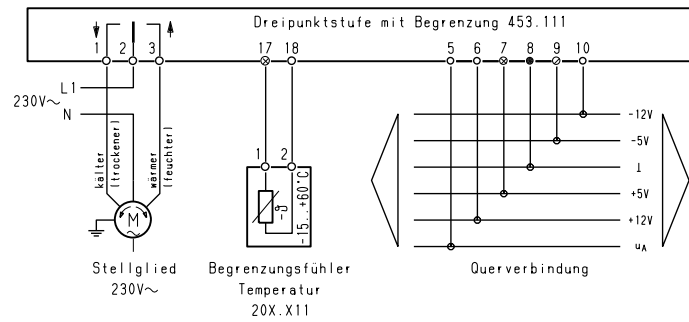 Dreipunktstufe mit Begrenzung 453.111
1 2 3 17 18 5 6 7 8 9 10
L1
230V~
N
kälter
(trockener)
wärmer
(feuchter)
M
~
1 2
-ϑ
-15...+60°C
-12V
-5V
⊥
+5V
+12V
uA
Stellglied
230V~
Begrenzungsfühler
Temperatur
20X.X11
Querverbindung